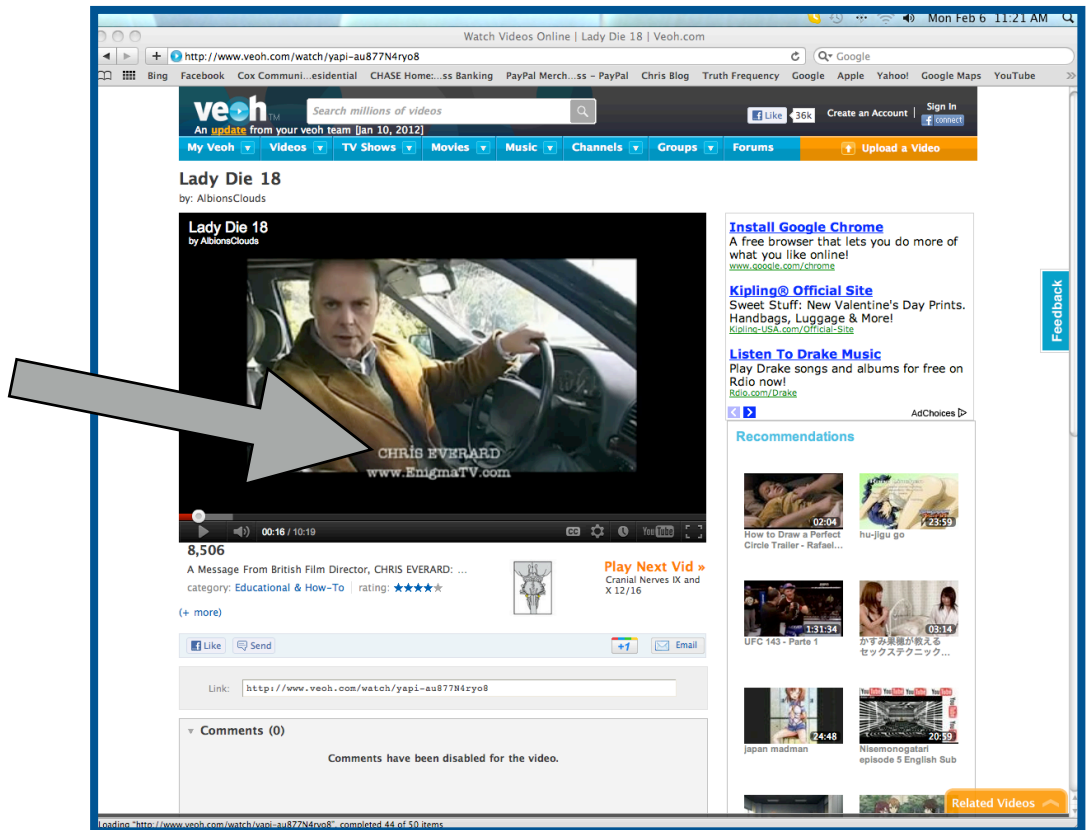 Mon Feb 6 11:21 AM
Watch Videos Online | Lady Die 18 | Veoh.com
http://www.veoh.com/watch/yapi-au877N4ryo8
Google
Bing Facebook Cox Communi...esidential CHASE Home:...ss Banking PayPal Merch...ss – PayPal Chris Blog Truth Frequency Google Apple Yahoo! Google Maps YouTube
veoh TM
Search millions of videos
Like 36k Create an Account | Sign In
f connect
An update from your veoh team [Jan 10, 2012]
My Veoh Videos TV Shows Movies Music Channels Groups Forums Upload a Video
Lady Die 18
by: AlbionsClouds
Lady Die 18
by AlbionsClouds
CHRIS EVERARD
www.EnigmaTV.com
00:16 / 10:19
CC YouTube
8,506
A Message From British Film Director, CHRIS EVERARD: ...
category: Educational & How-To | rating:
(+ more)
Play Next Vid »
Cranial Nerves IX and
X 12/16
Like Send +1 Email
Link: http://www.veoh.com/watch/yapi-au877N4ryo8
Comments (0)
Comments have been disabled for the video.
Install Google Chrome
A free browser that lets you do more of
what you like online!
www.google.com/chrome
Kipling® Official Site
Sweet Stuff: New Valentine's Day Prints.
Handbags, Luggage & More!
Kipling-USA.com/Official-Site
Listen To Drake Music
Play Drake songs and albums for free on
Rdio now!
Rdio.com/Drake
AdChoices
Feedback
Recommendations
02:04
How to Draw a Perfect
Circle Trailer - Rafael...
23:59
hu-jigu go
1:31:34
UFC 143 - Parte 1
03:14
かすみ果穂が教える
セックステクニック...
24:48
japan madman
20:59
Nisemonogatari
episode 5 English Sub
Related Videos
Loading "http://www.veoh.com/watch/yapi-au877N4ryo8", completed 44 of 50 items